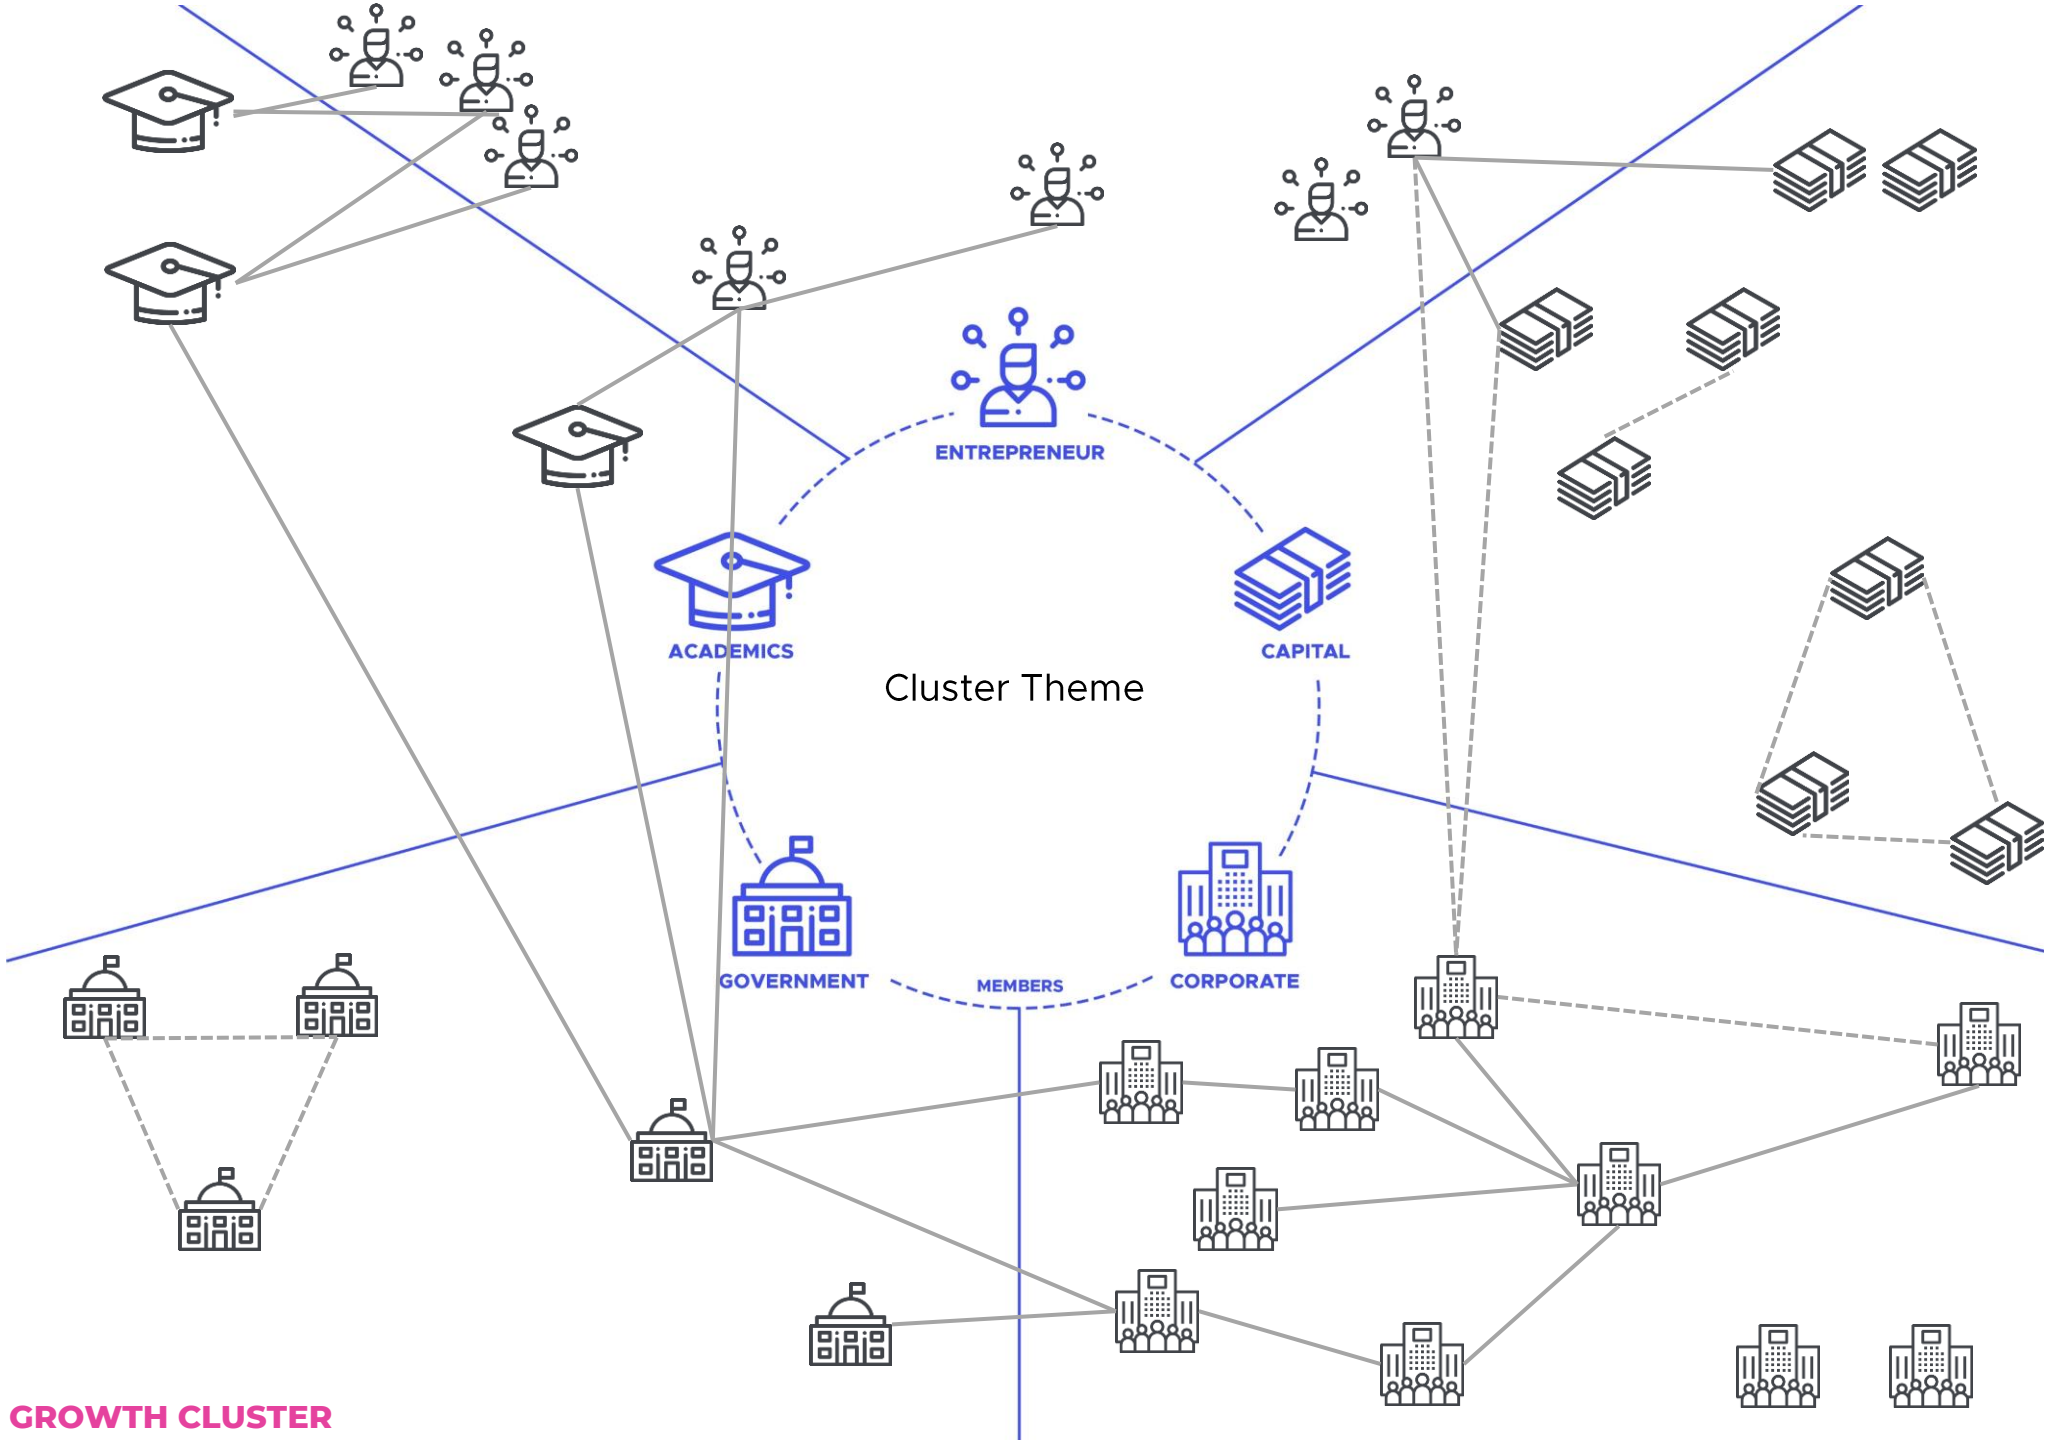 ENTREPRENEUR
ACADEMICS
CAPITAL
Cluster Theme
GOVERNMENT
MEMBERS
CORPORATE
GROWTH CLUSTER